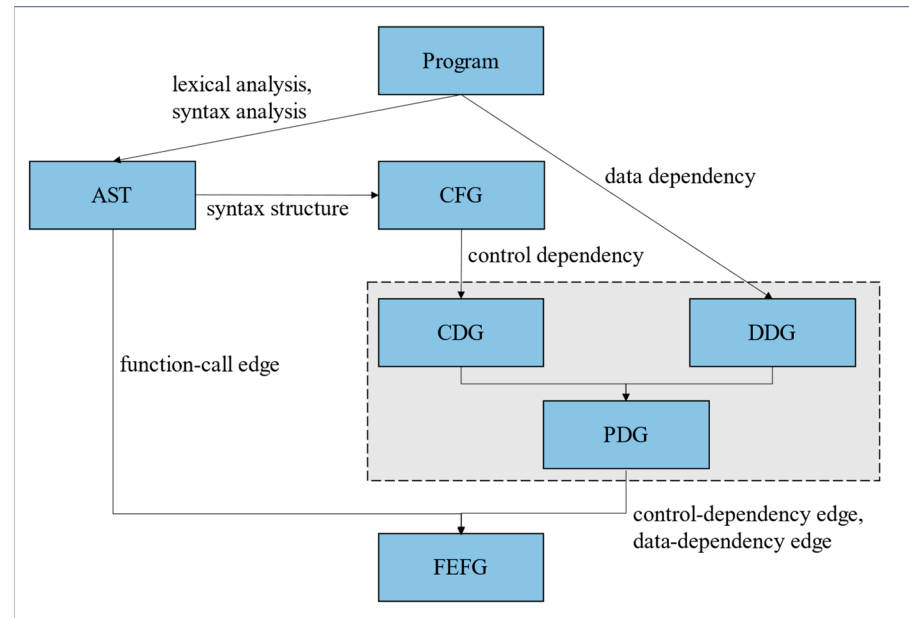 Program
lexical analysis,
syntax analysis
data dependency
AST
CFG
syntax structure
control dependency
CDG
DDG
function-call edge
PDG
control-dependency edge,
data-dependency edge
FEFG